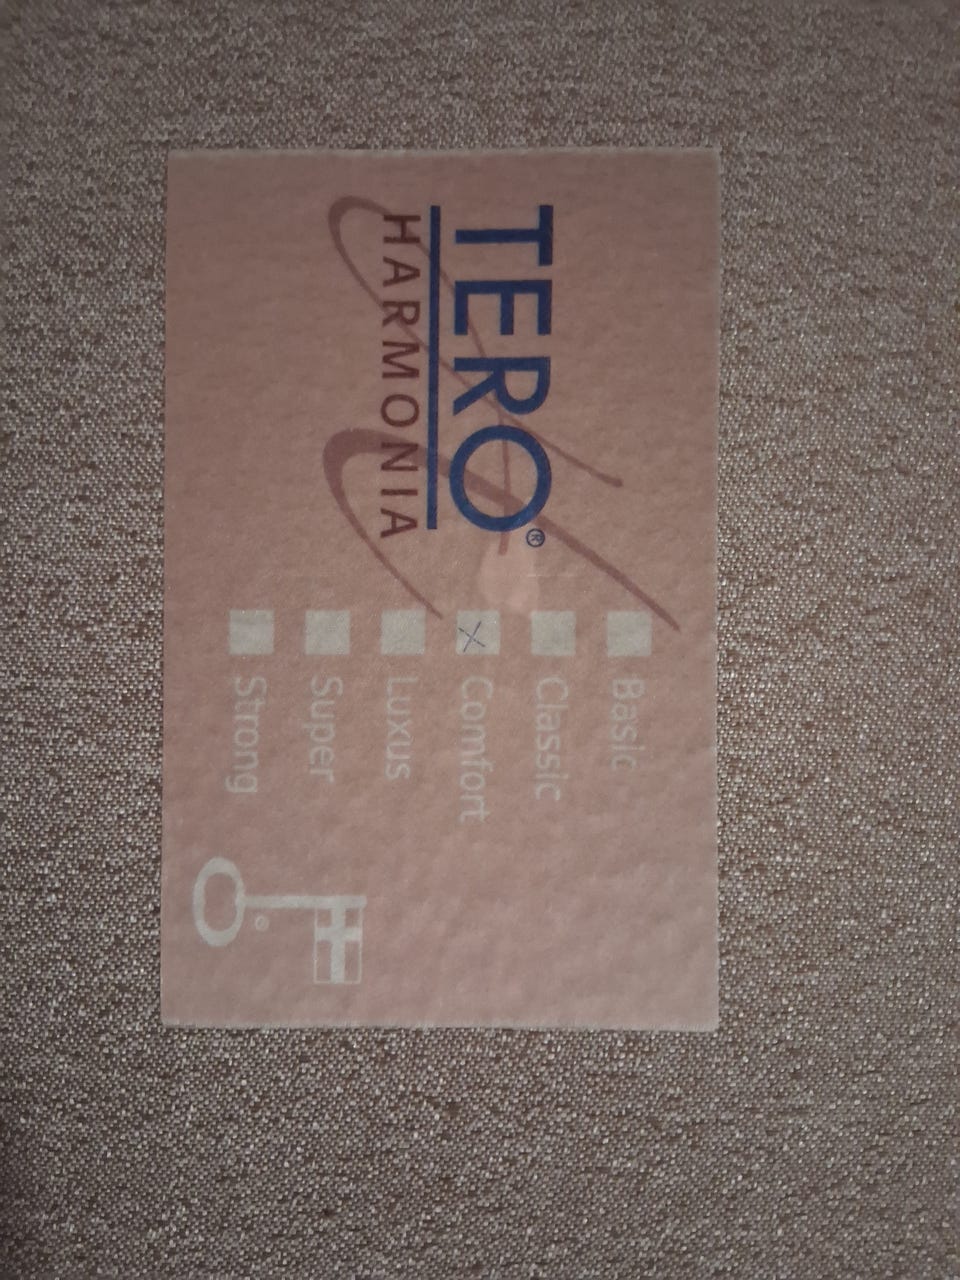 TERO®
HARMONIA
Basic
Classic
Comfort
Luxus
Super
Strong